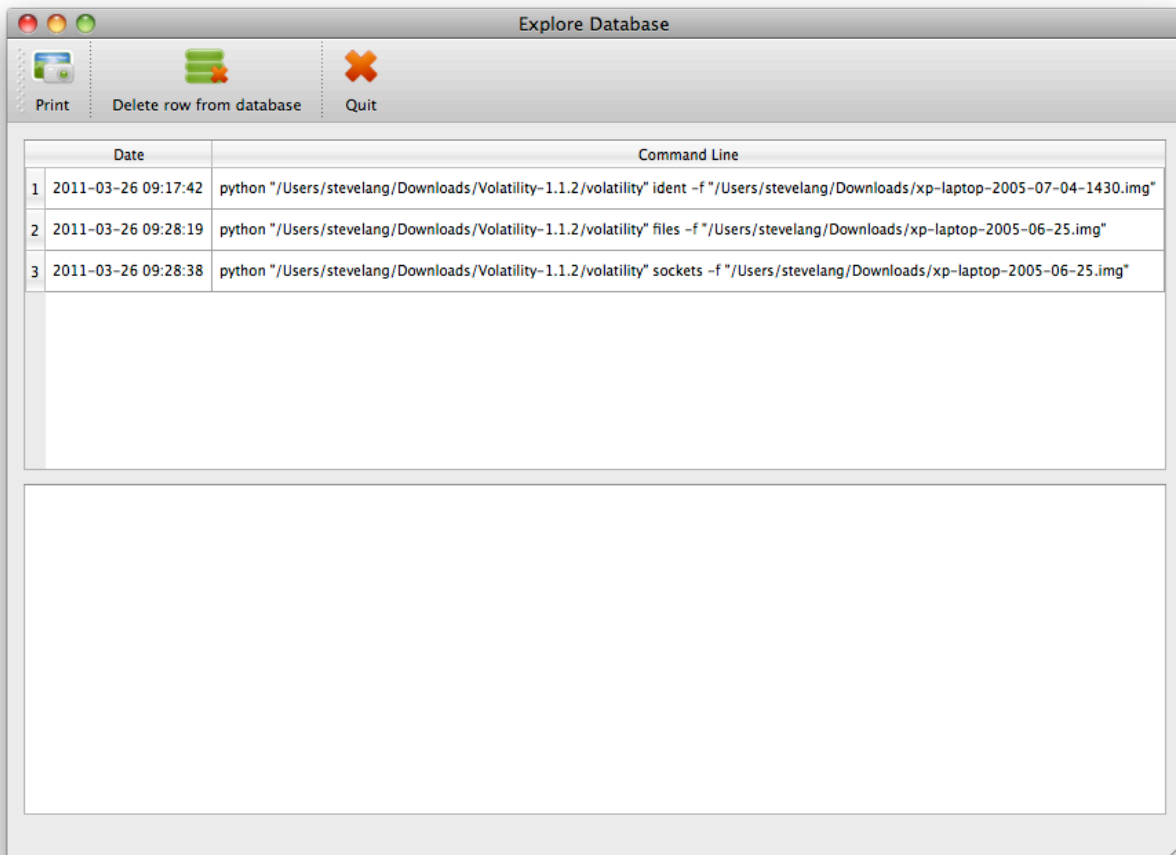 Explore Database
Print Delete row from database Quit
Date Command Line
1 2011-03-26 09:17:42 python "/Users/stevelang/Downloads/Volatility-1.1.2/volatility" ident -f "/Users/stevelang/Downloads/xp-laptop-2005-07-04-1430.img"
2 2011-03-26 09:28:19 python "/Users/stevelang/Downloads/Volatility-1.1.2/volatility" files -f "/Users/stevelang/Downloads/xp-laptop-2005-06-25.img"
3 2011-03-26 09:28:38 python "/Users/stevelang/Downloads/Volatility-1.1.2/volatility" sockets -f "/Users/stevelang/Downloads/xp-laptop-2005-06-25.img"